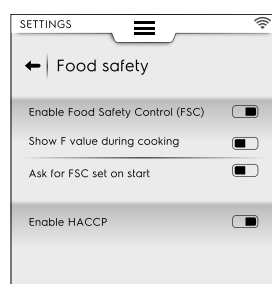 SETTINGS
Food safety
Enable Food Safety Control (FSC)
Show F value during cooking
Ask for FSC set on start
Enable HACCP